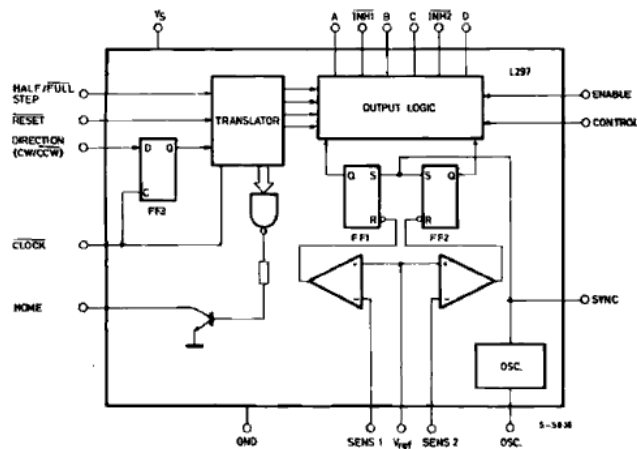 VS
A INH1 B C INH2 D
L297
HALF/FULL
STEP
RESET
DIRECTION
(CW/CCW)
CLOCK
HOME
TRANSLATOR
OUTPUT LOGIC
ENABLE
CONTROL
D Q
C
FF3
Q S
R
FF1
S Q
R
FF2
+
-
+
-
SYNC
OSC.
S-5838
GND
SENS 1
Vref
SENS 2
OSC.